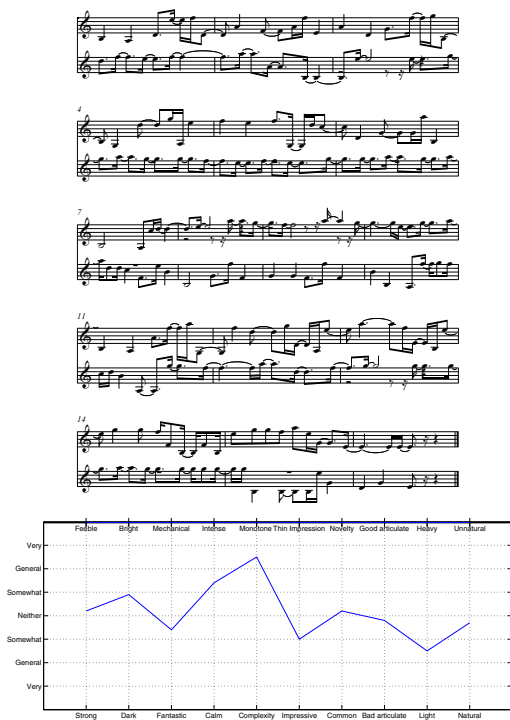 4
7
11
14
Feeble Bright Mechanical Intense Monotone Thin Impression Novelty Good articulate Heavy Unnatural
Very
General
Somewhat
Neither
Somewhat
General
Very
Strong Dark Fantastic Calm Complexity Impressive Common Bad articulate Light Natural